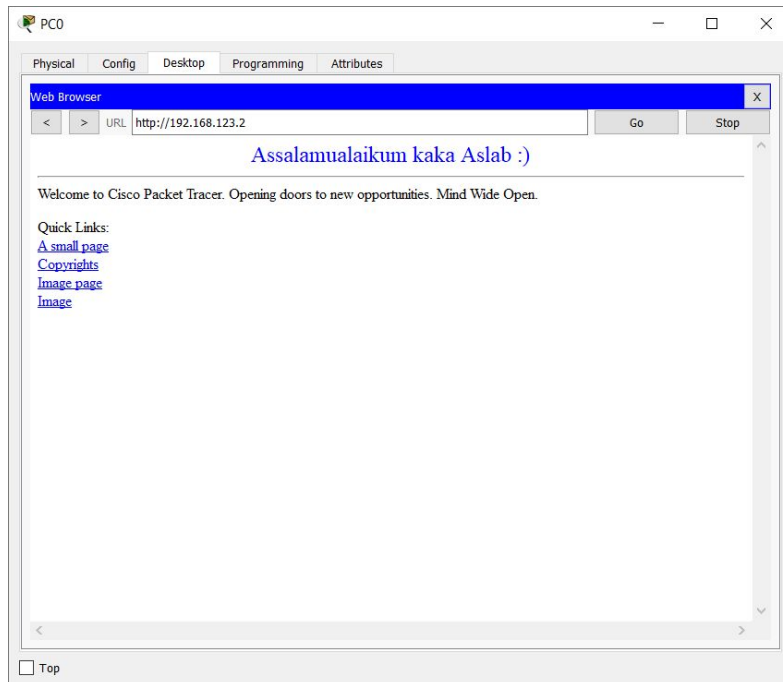 PC0
Physical Config Desktop Programming Attributes
Web Browser X
< > URL http://192.168.123.2 Go Stop
Assalamualaikum kaka Aslab :)
Welcome to Cisco Packet Tracer. Opening doors to new opportunities. Mind Wide Open.
Quick Links:
A small page
Copyrights
Image page
Image
Top